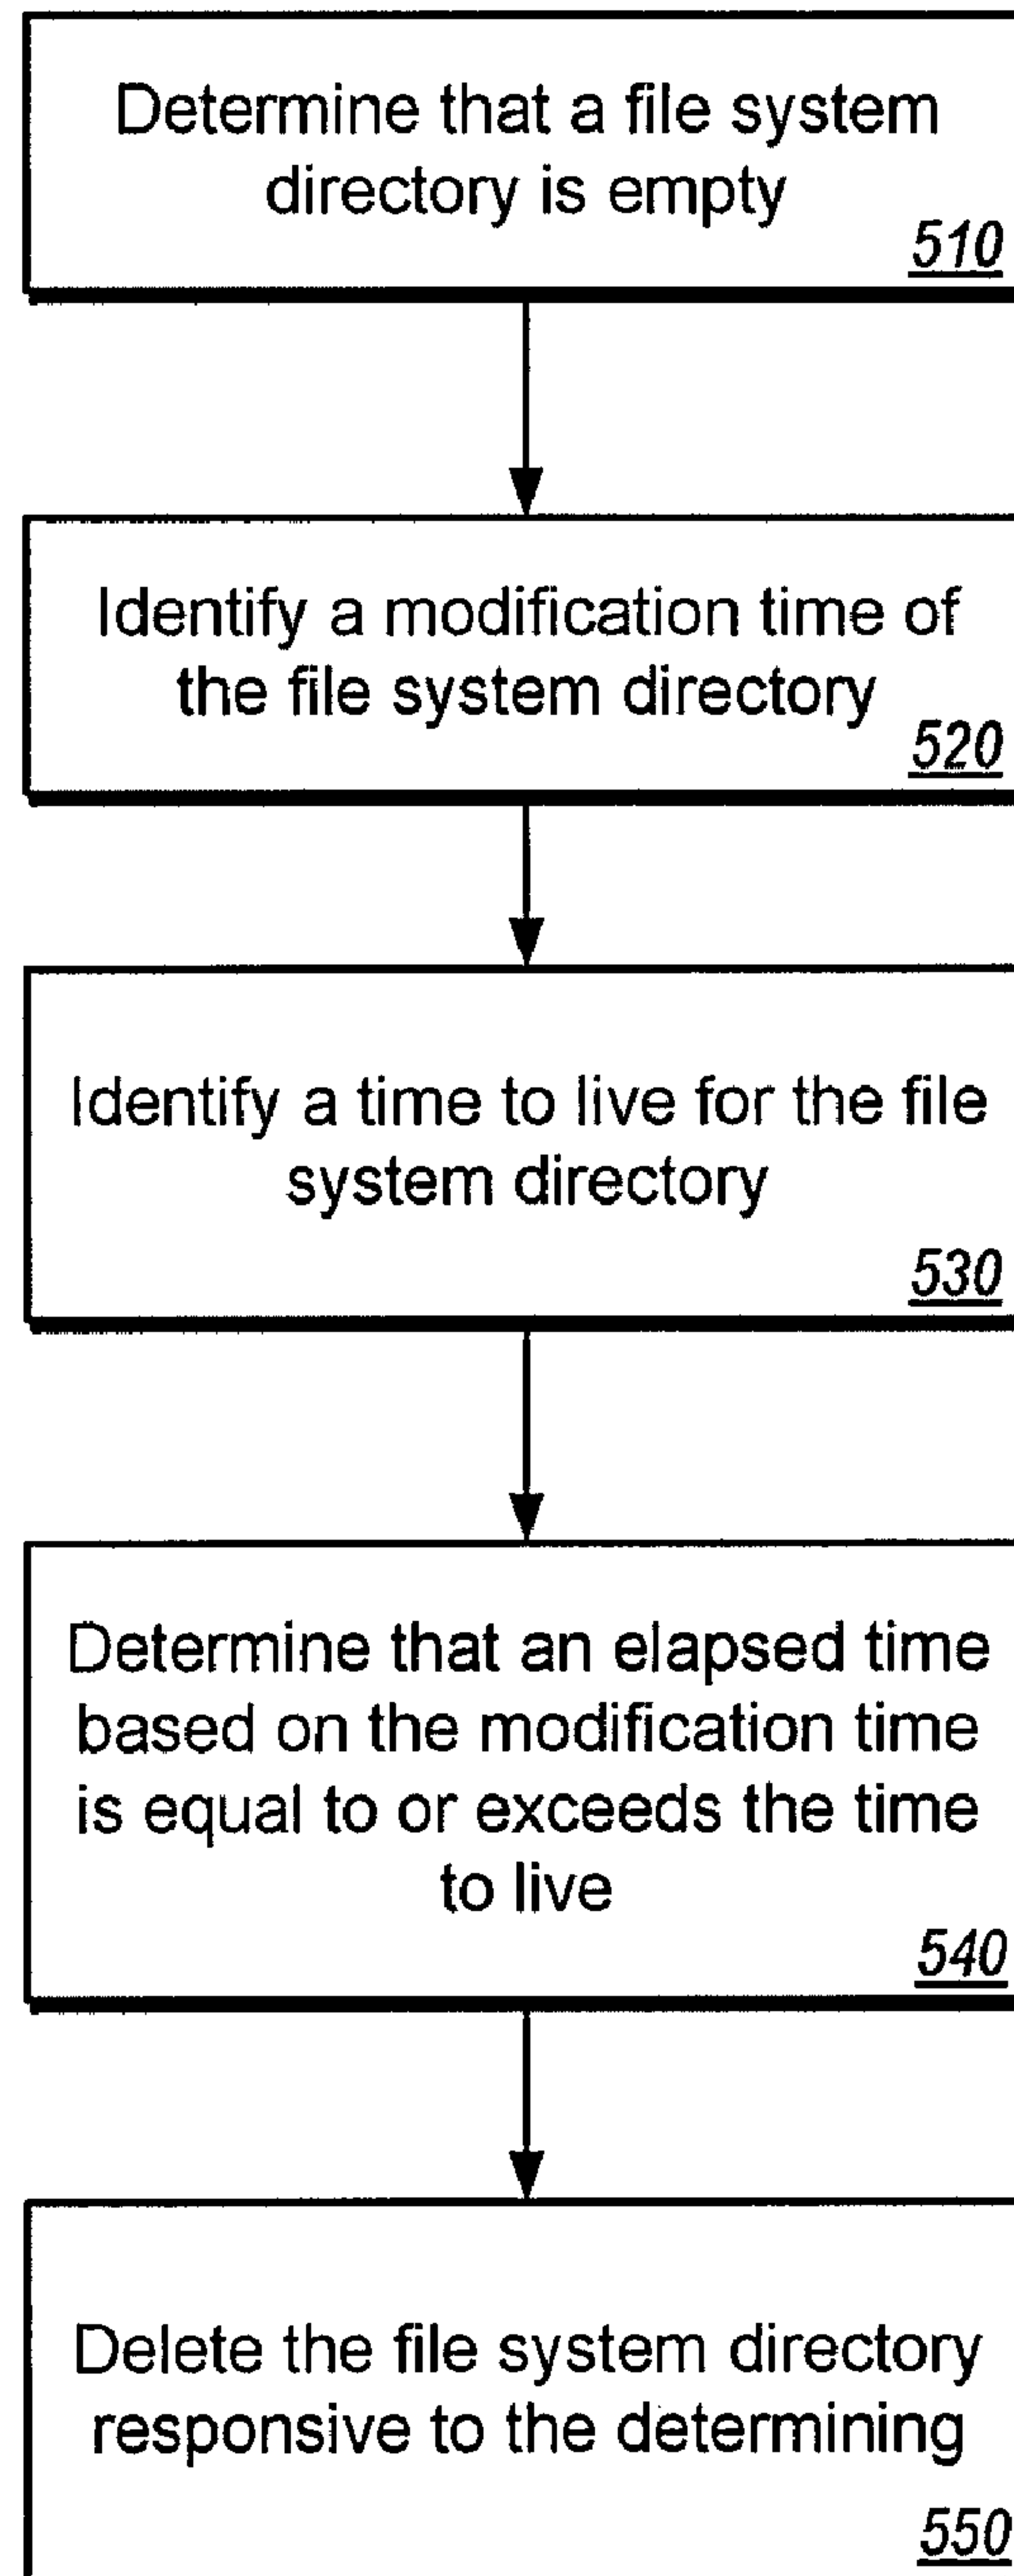 Determine that a file system
directory is empty
510
Identify a modification time of
the file system directory
520
Identify a time to live for the file
system directory
530
Determine that an elapsed time
based on the modification time
is equal to or exceeds the time
to live
540
Delete the file system directory
responsive to the determining
550